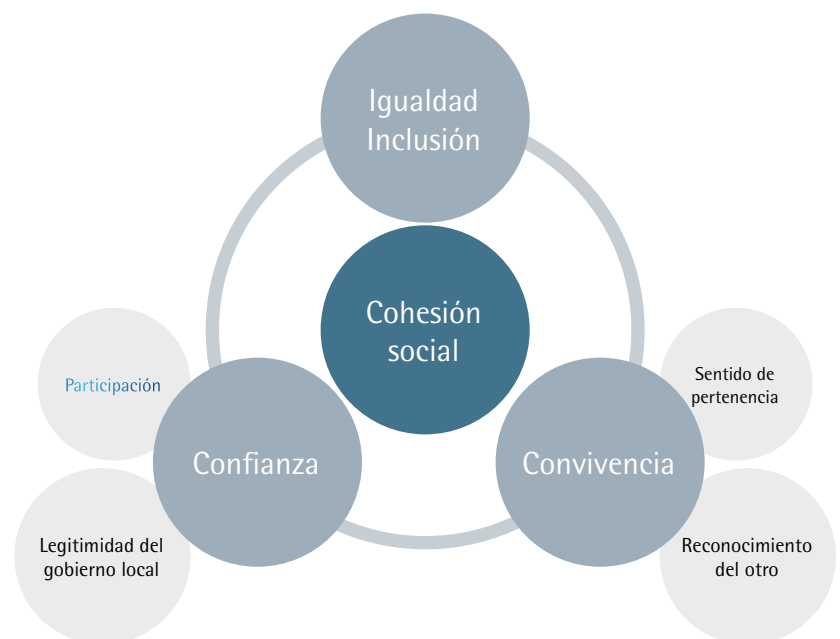 Igualdad
Inclusión
Cohesión
social
Participación
Sentido de
pertenencia
Confianza
Convivencia
Legitimidad del
gobierno local
Reconocimiento
del otro